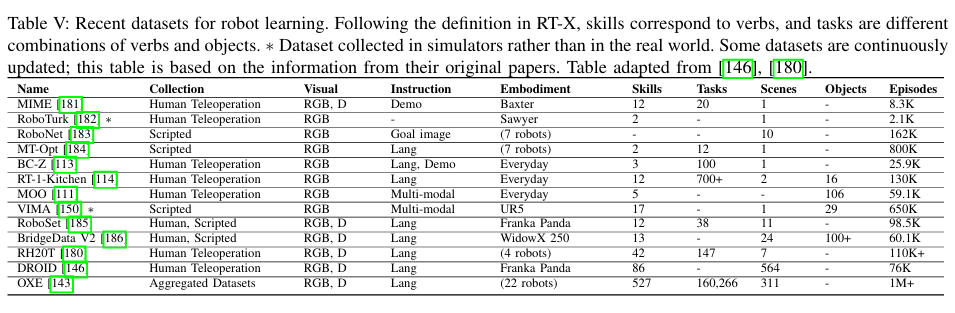 Table V: Recent datasets for robot learning. Following the definition in RT-X, skills correspond to verbs, and tasks are different
combinations of verbs and objects. ∗ Dataset collected in simulators rather than in the real world. Some datasets are continuously
updated; this table is based on the information from their original papers. Table adapted from [146], [180].
Name Collection Visual Instruction Embodiment Skills Tasks Scenes Objects Episodes
MIME [181] Human Teleoperation RGB, D Demo Baxter 12 20 1 - 8.3K
RoboTurk [182] ∗ Human Teleoperation RGB - Sawyer 2 - 1 - 2.1K
RoboNet [183] Scripted RGB Goal image (7 robots) - - 10 - 162K
MT-Opt [184] Scripted RGB Lang (7 robots) 2 12 1 - 800K
BC-Z [113] Human Teleoperation RGB Lang, Demo Everyday 3 100 1 - 25.9K
RT-1-Kitchen [114] Human Teleoperation RGB Lang Everyday 12 700+ 2 16 130K
MOO [111] Human Teleoperation RGB Multi-modal Everyday 5 - - 106 59.1K
VIMA [150] ∗ Scripted RGB Multi-modal UR5 17 - 1 29 650K
RoboSet [185] Human, Scripted RGB, D Lang Franka Panda 12 38 11 - 98.5K
BridgeData V2 [186] Human, Scripted RGB, D Lang WidowX 250 13 - 24 100+ 60.1K
RH20T [180] Human Teleoperation RGB, D Lang (4 robots) 42 147 7 - 110K+
DROID [146] Human Teleoperation RGB, D Lang Franka Panda 86 - 564 - 76K
OXE [143] Aggregated Datasets RGB, D Lang (22 robots) 527 160,266 311 - 1M+